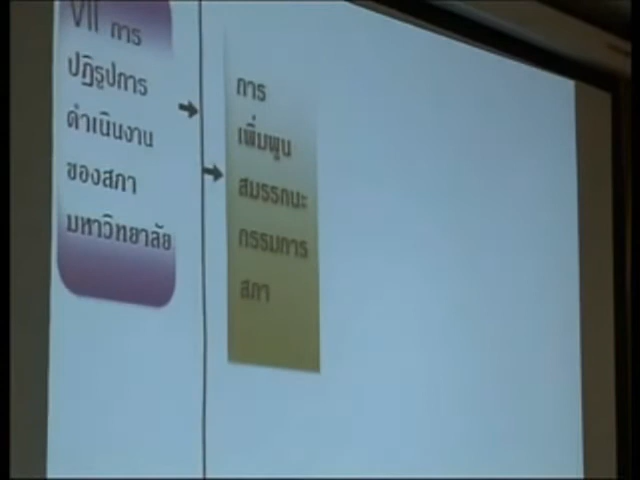 VII การ
ปฏิรูปการ
ดำเนินงาน
ของสภา
มหาวิทยาลัย
การ
เพิ่มพูน
สมรรถนะ
กรรมการ
สภา